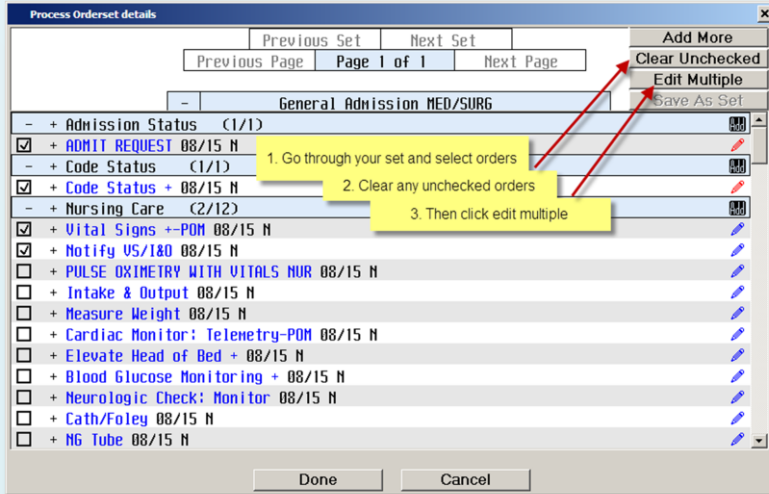 Process Orderset details
x
Previous Set Next Set
Add More
Previous Page Page 1 of 1 Next Page
Clear Unchecked
Edit Multiple
- General Admission MED/SURG
Save As Set
- + Admission Status (1/1) Add
+ ADMIT REQUEST 08/15 N
1. Go through your set and select orders
- + Code Status (1/1) Add
2. Clear any unchecked orders
+ Code Status + 08/15 N
- + Nursing Care (2/12) Add
3. Then click edit multiple
+ Vital Signs +-POM 08/15 N
+ Notify VS/I&O 08/15 N
+ PULSE OXIMETRY WITH VITALS NUR 08/15 N
+ Intake & Output 08/15 N
+ Measure Weight 08/15 N
+ Cardiac Monitor: Telemetry-POM 08/15 N
+ Elevate Head of Bed + 08/15 N
+ Blood Glucose Monitoring + 08/15 N
+ Neurologic Check: Monitor 08/15 N
+ Cath/Foley 08/15 N
+ NG Tube 08/15 N
Done Cancel